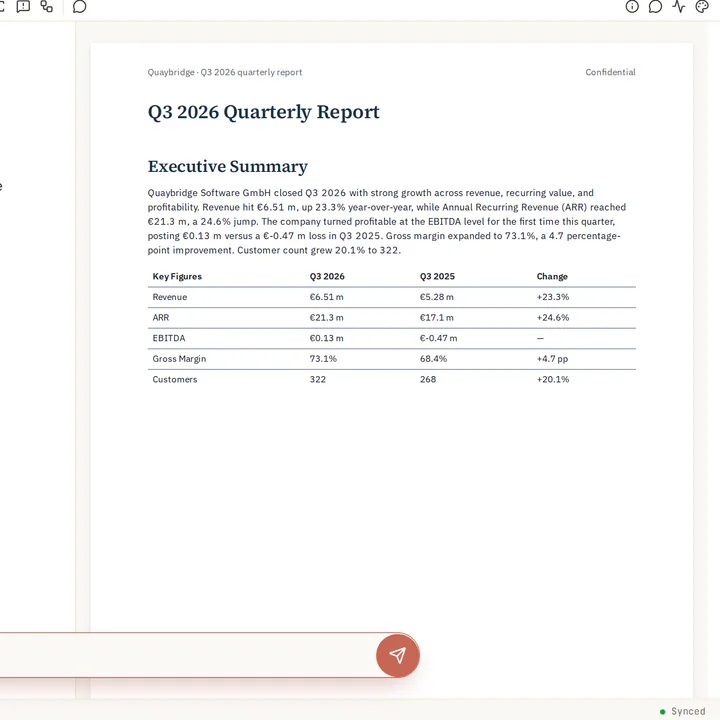 Quaybridge · Q3 2026 quarterly report Confidential
Q3 2026 Quarterly Report
Executive Summary
Quaybridge Software GmbH closed Q3 2026 with strong growth across revenue, recurring value, and
profitability. Revenue hit €6.51 m, up 23.3% year-over-year, while Annual Recurring Revenue (ARR) reached
€21.3 m, a 24.6% jump. The company turned profitable at the EBITDA level for the first time this quarter,
posting €0.13 m versus a €-0.47 m loss in Q3 2025. Gross margin expanded to 73.1%, a 4.7 percentage-
point improvement. Customer count grew 20.1% to 322.
Key Figures Q3 2026 Q3 2025 Change
Revenue €6.51 m €5.28 m +23.3%
ARR €21.3 m €17.1 m +24.6%
EBITDA €0.13 m €-0.47 m —
Gross Margin 73.1% 68.4% +4.7 pp
Customers 322 268 +20.1%
Synced